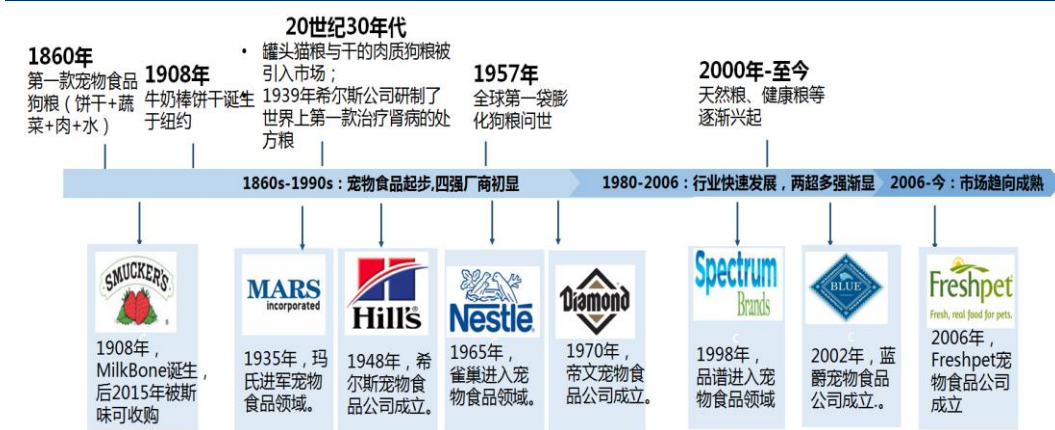 1860年
第一款宠物食品
狗粮（饼干+蔬
菜+肉+水）
1908年
牛奶棒饼干诞生
于纽约
20世纪30年代
• 罐头猫粮与干的肉质狗粮被
引入市场；
• 1939年希尔斯公司研制了
世界上第一款治疗肾病的处
方粮
1957年
全球第一袋膨
化狗粮问世
2000年-至今
天然粮、健康粮等
逐渐兴起
1860s-1990s：宠物食品起步,四强厂商初显
1980-2006：行业快速发展，两超多强渐显
2006-今：市场趋向成熟
SMUCKER'S
1908年，
MilkBone诞生，
后2015年被斯
味可收购
MARS
incorporated
1935年，玛
氏进军宠物
食品领域。
Hill's
1948年，希
尔斯宠物食
品公司成立。
Nestlé
1965年，
雀巢进入宠
物食品领域。
Diamond
1970年，
帝文宠物食
品公司成立。
Spectrum
Brands
c
1998年，
品谱进入宠
物食品领域
BLUE
c
2002年，蓝
爵宠物食品
公司成立.。
Freshpet
Fresh, real food for pets.
2006年，
Freshpet宠
物食品公司
成立